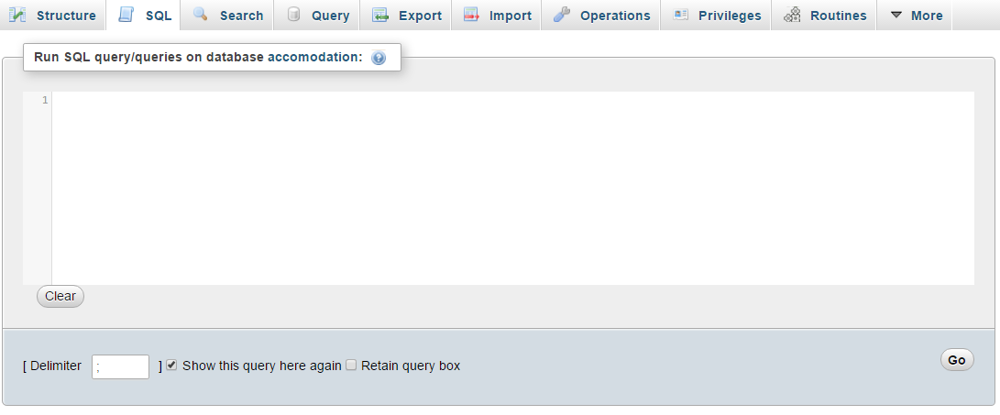 Structure SQL Search Query Export Import Operations Privileges Routines More
Run SQL query/queries on database accomodation:
1
Clear
[ Delimiter ; ] Show this query here again Retain query box
Go